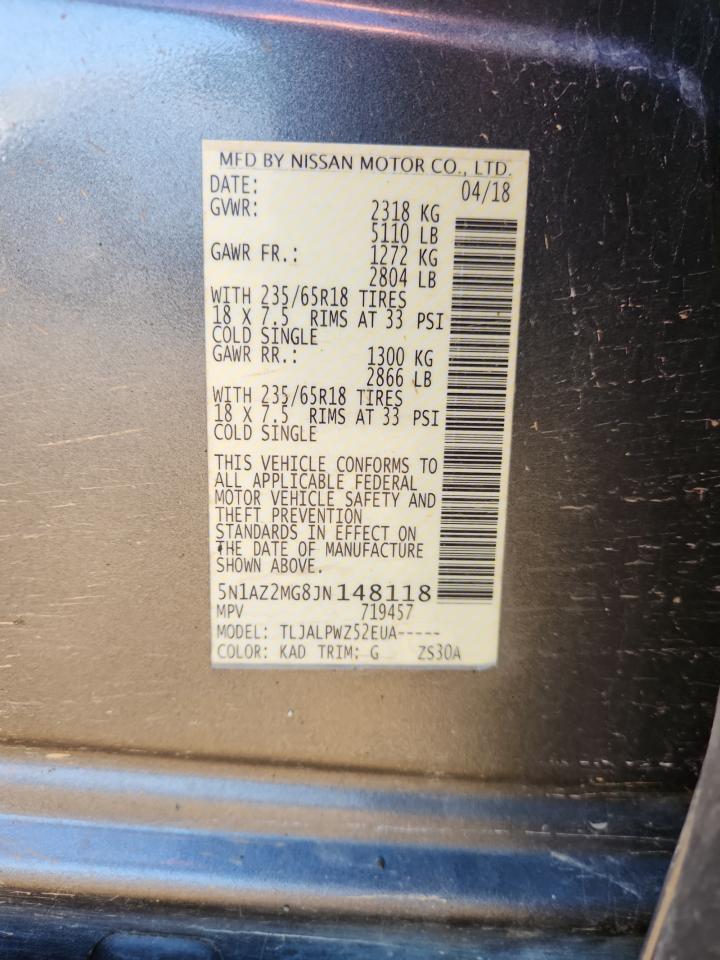 MFD BY NISSAN MOTOR CO., LTD.
DATE: 04/18
GVWR: 2318 KG
5110 LB
GAWR FR.: 1272 KG
2804 LB
WITH 235/65R18 TIRES
18 X 7.5 RIMS AT 33 PSI
COLD SINGLE
GAWR RR.: 1300 KG
2866 LB
WITH 235/65R18 TIRES
18 X 7.5 RIMS AT 33 PSI
COLD SINGLE
THIS VEHICLE CONFORMS TO
ALL APPLICABLE FEDERAL
MOTOR VEHICLE SAFETY AND
THEFT PREVENTION
STANDARDS IN EFFECT ON
THE DATE OF MANUFACTURE
SHOWN ABOVE.
5N1AZ2MG8JN148118
MPV 719457
MODEL: TLJALPWZ52EUA-----
COLOR: KAD TRIM: G ZS30A